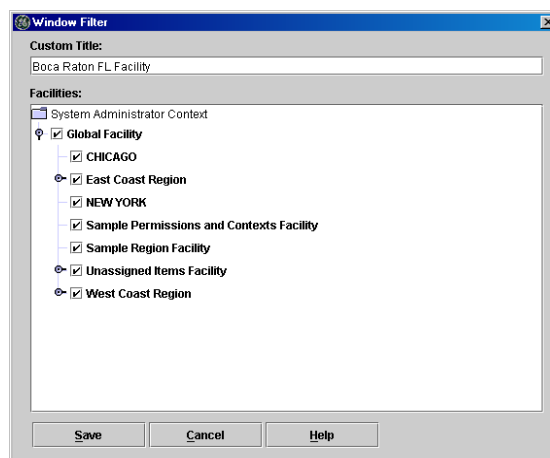 Window Filter
Custom Title:
Boca Raton FL Facility
Facilities:
System Administrator Context
Global Facility
CHICAGO
East Coast Region
NEW YORK
Sample Permissions and Contexts Facility
Sample Region Facility
Unassigned Items Facility
West Coast Region
Save Cancel Help